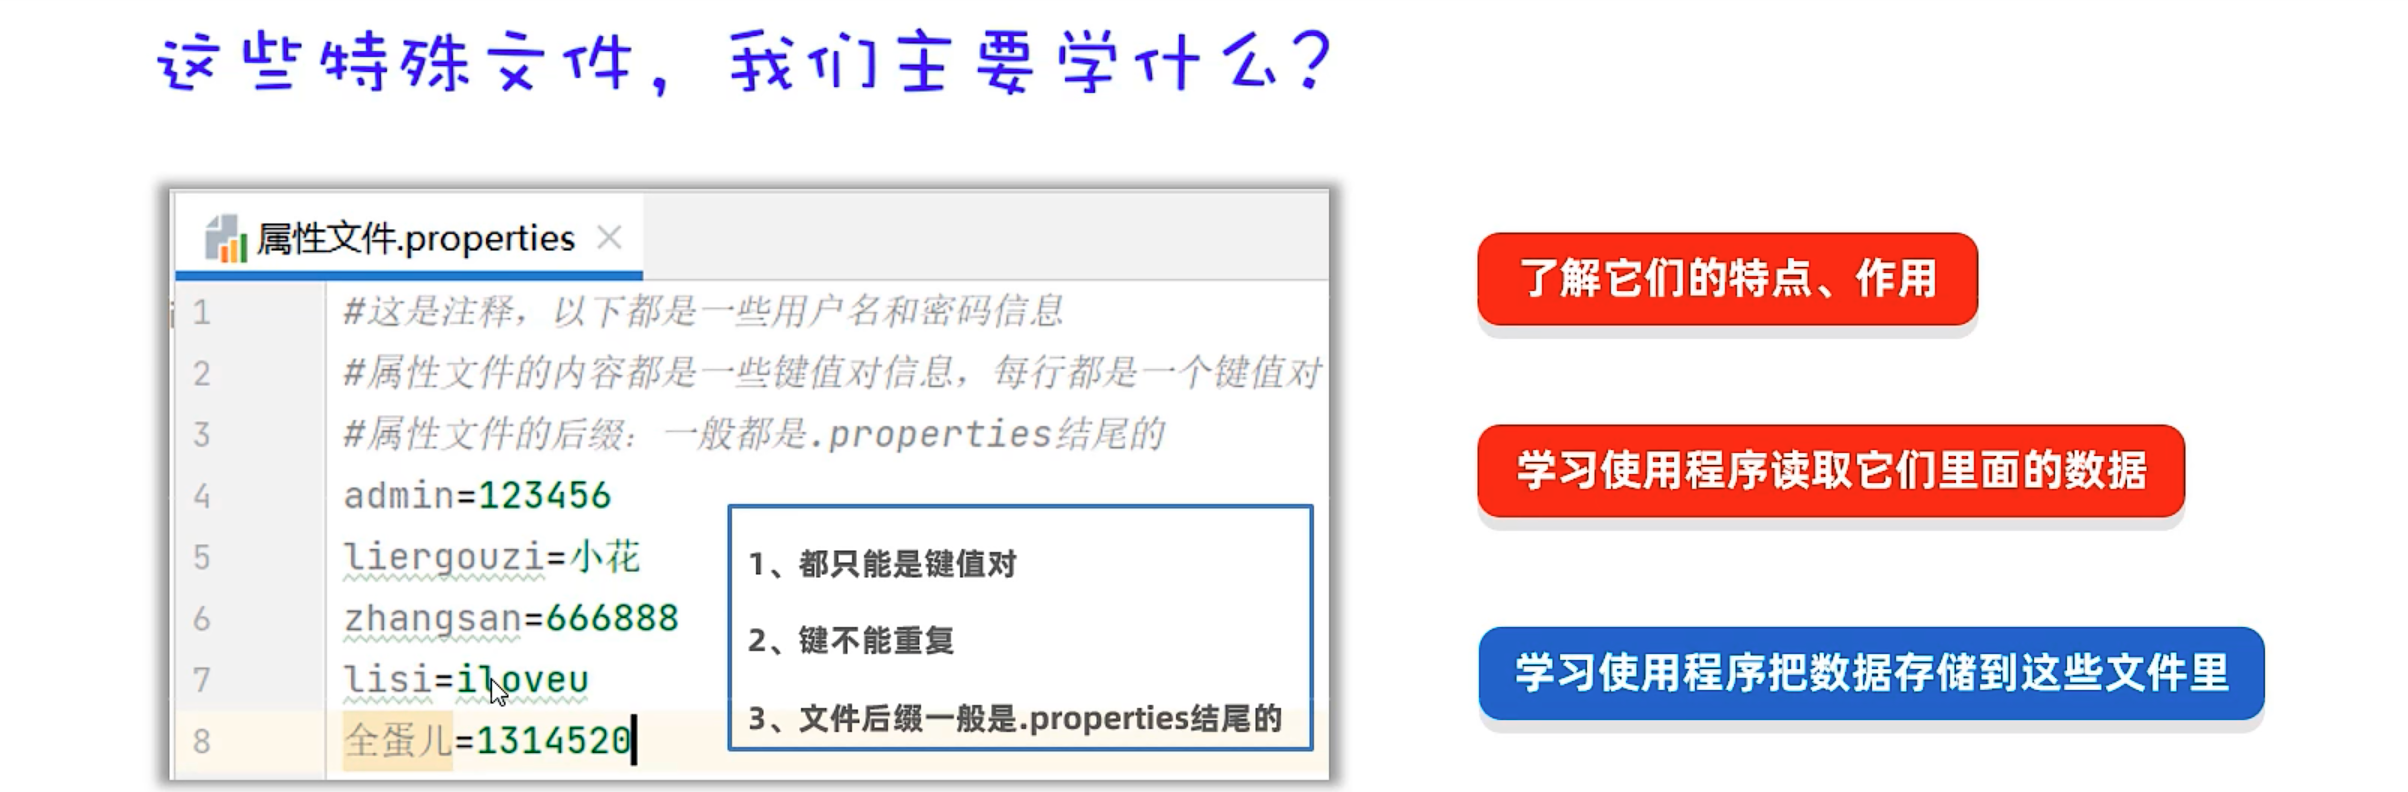 这些特殊文件，我们主要学什么?
属性文件.properties
1 #这是注释，以下都是一些用户名和密码信息
2 #属性文件的内容都是一些键值对信息，每行都是一个键值对
3 #属性文件的后缀：一般都是.properties结尾的
4 admin=123456
5 liergouzi=小花
6 zhangsan=666888
7 lisi=iloveu
8 全蛋儿=1314520
1、都只能是键值对
2、键不能重复
3、文件后缀一般是.properties结尾的
了解它们的特点、作用
学习使用程序读取它们里面的数据
学习使用程序把数据存储到这些文件里